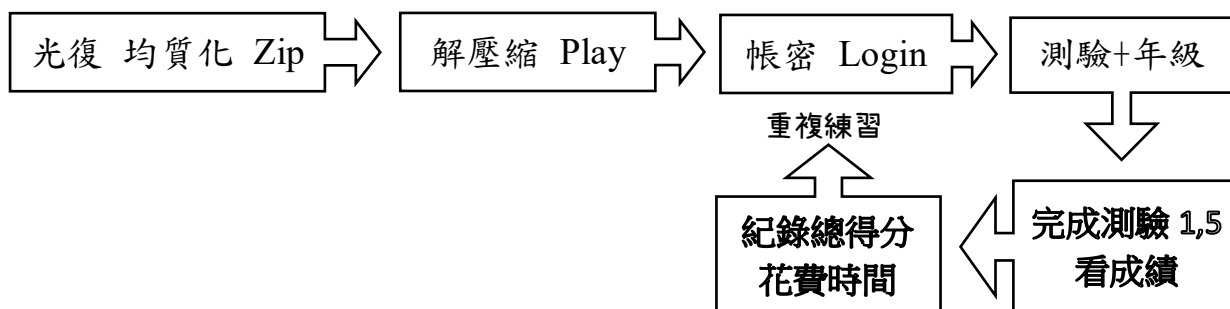 光復 均質化 Zip
解壓縮 Play
帳密 Login
測驗+年級
重複練習
紀錄總得分
花費時間
完成測驗 1,5
看成績